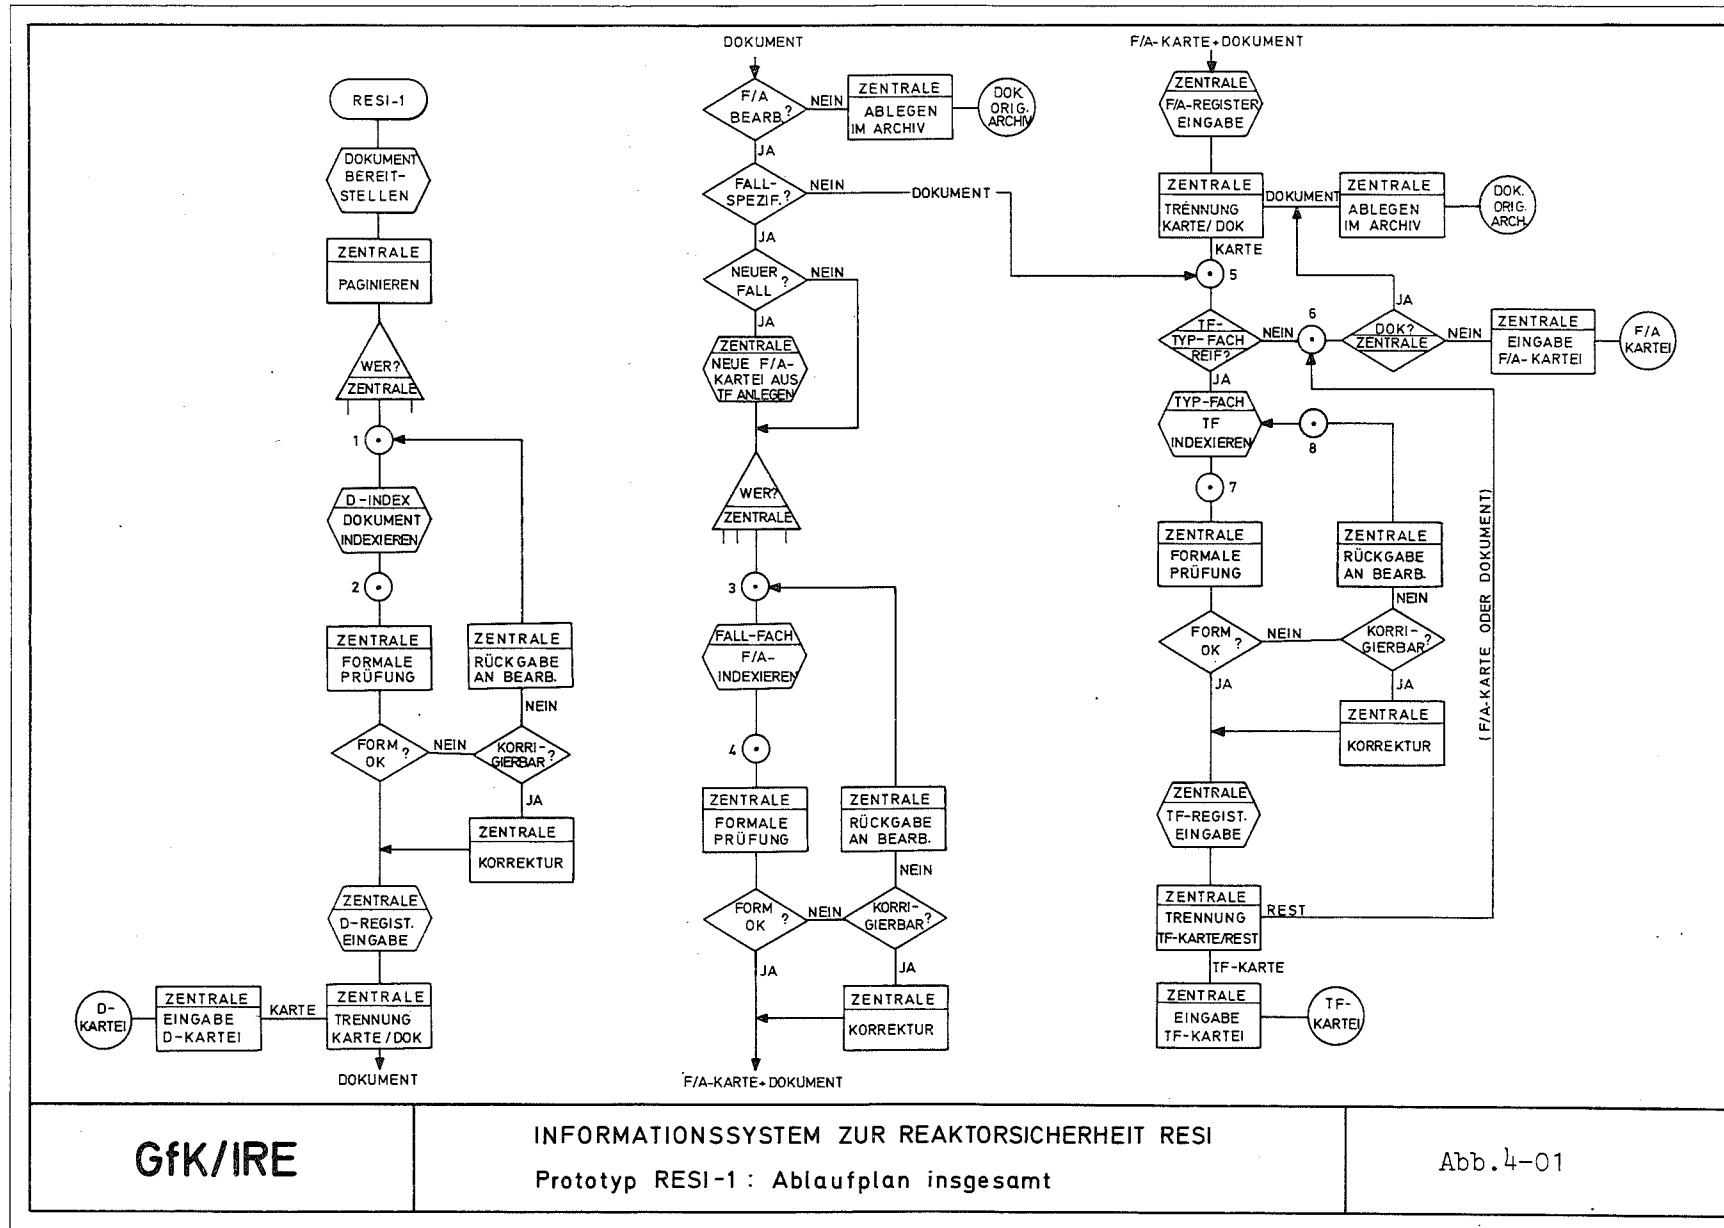 RESI-1
DOKUMENT
BEREIT-
STELLEN
ZENTRALE
PAGINIEREN
WER?
ZENTRALE
1
D-INDEX
DOKUMENT
INDEXIEREN
2
ZENTRALE
FORMALE
PRÜFUNG
ZENTRALE
RÜCKGABE
AN BEARB.
NEIN
FORM ?
OK
NEIN
KORRI-
GIERBAR?
JA
ZENTRALE
KORREKTUR
ZENTRALE
D-REGIST.
EINGABE
D-
KARTEI
ZENTRALE
EINGABE
D-KARTEI
KARTE
ZENTRALE
TRENNUNG
KARTE/DOK
DOKUMENT
DOKUMENT
F/A
BEARB.?
NEIN
ZENTRALE
ABLEGEN
IM ARCHIV
DOK.
ORIG.
ARCHIV
JA
FALL-
SPEZIF.?
NEIN
DOKUMENT
JA
NEUER
FALL ?
NEIN
JA
ZENTRALE
NEUE F/A-
KARTEI AUS
TF ANLEGEN
WER?
ZENTRALE
3
FALL-FACH
F/A-
INDEXIEREN
4
ZENTRALE
FORMALE
PRÜFUNG
ZENTRALE
RÜCKGABE
AN BEARB.
NEIN
FORM ?
OK
NEIN
KORRI-
GIERBAR?
JA
JA
ZENTRALE
KORREKTUR
F/A-KARTE+DOKUMENT
F/A-KARTE+DOKUMENT
ZENTRALE
F/A-REGISTER
EINGABE
ZENTRALE
TRENNUNG
KARTE/DOK
DOKUMENT
ZENTRALE
ABLEGEN
IM ARCHIV
DOK.
ORIG.
ARCH.
KARTE
5
TF-
TYP-FACH
REIF?
NEIN
6
JA
DOK?
ZENTRALE
NEIN
ZENTRALE
EINGABE
F/A-KARTEI
F/A
KARTEI
JA
TYP-FACH
TF
INDEXIEREN
8
7
ZENTRALE
FORMALE
PRÜFUNG
ZENTRALE
RÜCKGABE
AN BEARB.
NEIN
FORM ?
OK
NEIN
KORRI-
GIERBAR?
JA
JA
ZENTRALE
KORREKTUR
(F/A-KARTE ODER DOKUMENT)
ZENTRALE
TF-REGIST.
EINGABE
ZENTRALE
TRENNUNG
TF-KARTE/REST
REST
TF-KARTE
ZENTRALE
EINGABE
TF-KARTEI
TF-
KARTEI
GfK/IRE
INFORMATIONSSYSTEM ZUR REAKTORSICHERHEIT RESI
Prototyp RESI-1 : Ablaufplan insgesamt
Abb.4-01